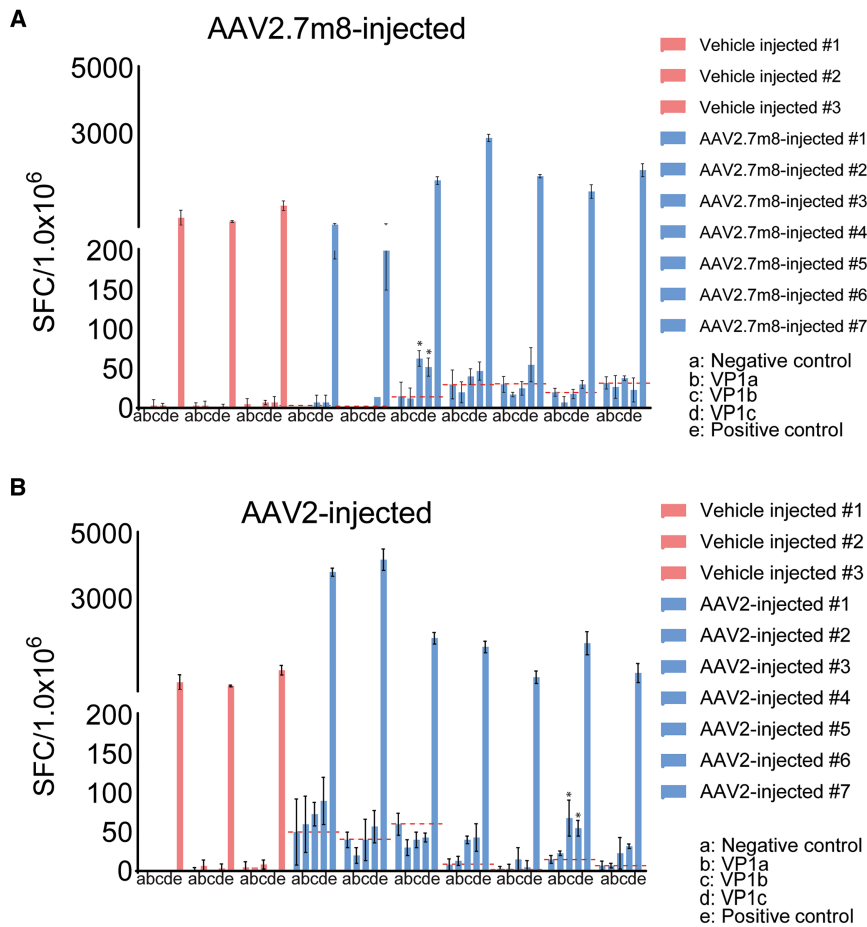 A
AAV2.7m8-injected
SFC/1.0x10⁶
5000
3000
200
150
100
50
0
* *
abcde abcde abcde abcde abcde abcde abcde abcde abcde abcde
Vehicle injected #1
Vehicle injected #2
Vehicle injected #3
AAV2.7m8-injected #1
AAV2.7m8-injected #2
AAV2.7m8-injected #3
AAV2.7m8-injected #4
AAV2.7m8-injected #5
AAV2.7m8-injected #6
AAV2.7m8-injected #7
a: Negative control
b: VP1a
c: VP1b
d: VP1c
e: Positive control
B
AAV2-injected
SFC/1.0x10⁶
5000
3000
200
150
100
50
0
* *
abcde abcde abcde abcde abcde abcde abcde abcde abcde abcde
Vehicle injected #1
Vehicle injected #2
Vehicle injected #3
AAV2-injected #1
AAV2-injected #2
AAV2-injected #3
AAV2-injected #4
AAV2-injected #5
AAV2-injected #6
AAV2-injected #7
a: Negative control
b: VP1a
c: VP1b
d: VP1c
e: Positive control